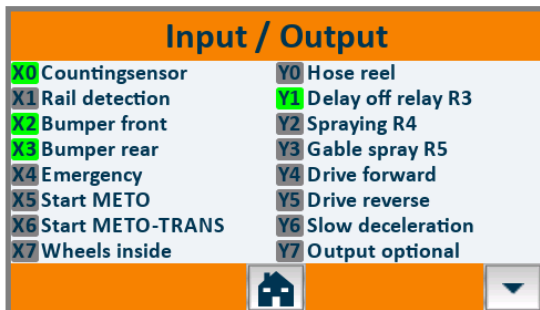 Input / Output
X0 Countingsensor
X1 Rail detection
X2 Bumper front
X3 Bumper rear
X4 Emergency
X5 Start METO
X6 Start METO-TRANS
X7 Wheels inside
Y0 Hose reel
Y1 Delay off relay R3
Y2 Spraying R4
Y3 Gable spray R5
Y4 Drive forward
Y5 Drive reverse
Y6 Slow deceleration
Y7 Output optional